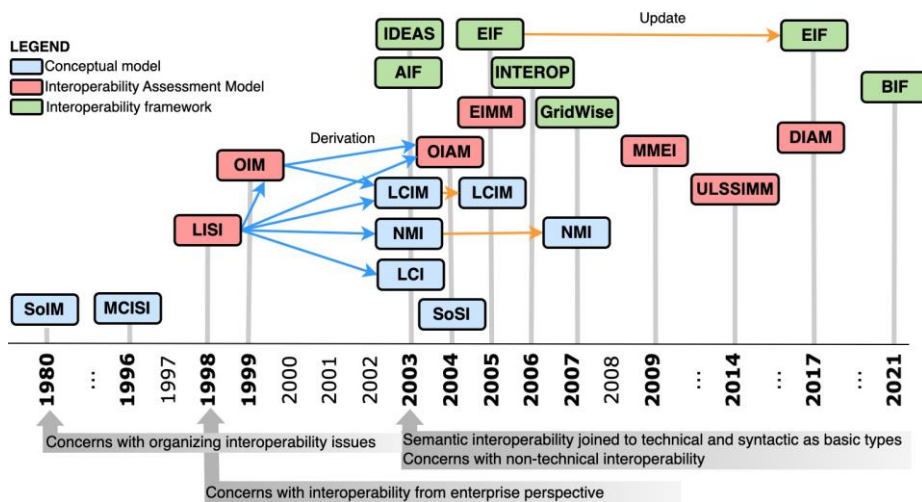 LEGEND
Conceptual model
Interoperability Assessment Model
Interoperability framework
IDEAS
EIF
Update
EIF
AIF
INTEROP
BIF
EIMM
GridWise
Derivation
DIAM
OIM
OIAM
MMEI
LCIM
LCIM
ULSSIMM
LISI
NMI
NMI
LCI
SoIM
MCISI
SoSI
1980
...
1996
1997
1998
1999
2000
2001
2002
2003
2004
2005
2006
2007
2008
2009
...
2014
...
2017
...
2021
Concerns with organizing interoperability issues
Semantic interoperability joined to technical and syntactic as basic types
Concerns with non-technical interoperability
Concerns with interoperability from enterprise perspective